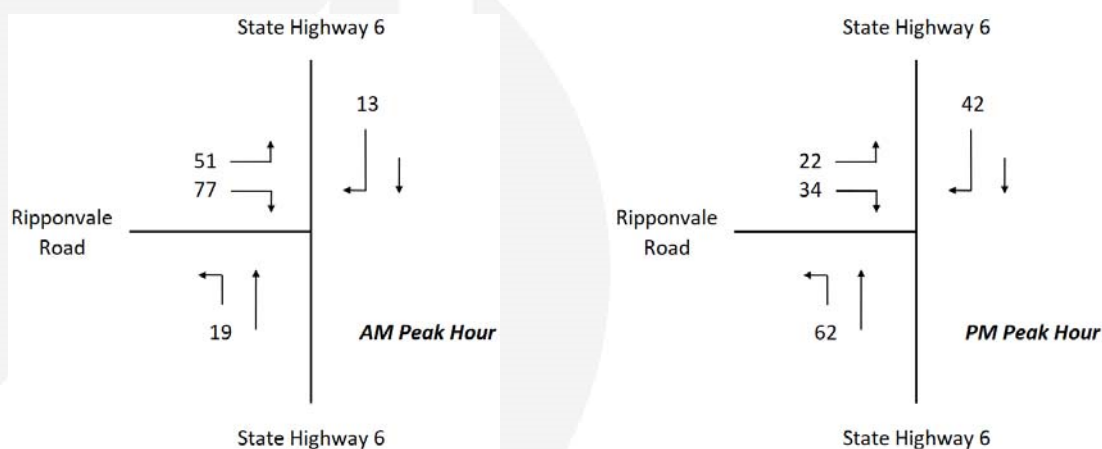 State Highway 6
13
51
77
Ripponvale
Road
19
AM Peak Hour
State Highway 6
State Highway 6
42
22
34
Ripponvale
Road
62
PM Peak Hour
State Highway 6